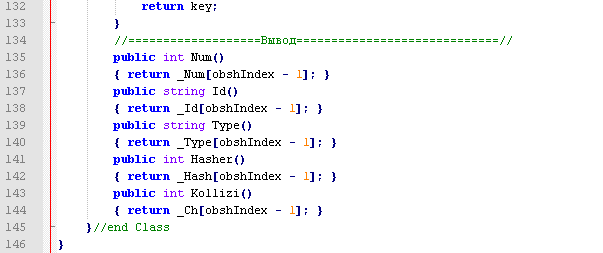 132 return key;
133 }
134 //==================Вывод============================//
135 public int Num()
136 { return _Num[obshIndex - 1]; }
137 public string Id()
138 { return _Id[obshIndex - 1]; }
139 public string Type()
140 { return _Type[obshIndex - 1]; }
141 public int Hasher()
142 { return _Hash[obshIndex - 1]; }
143 public int Kollizi()
144 { return _Ch[obshIndex - 1]; }
145 }//end Class
146 }